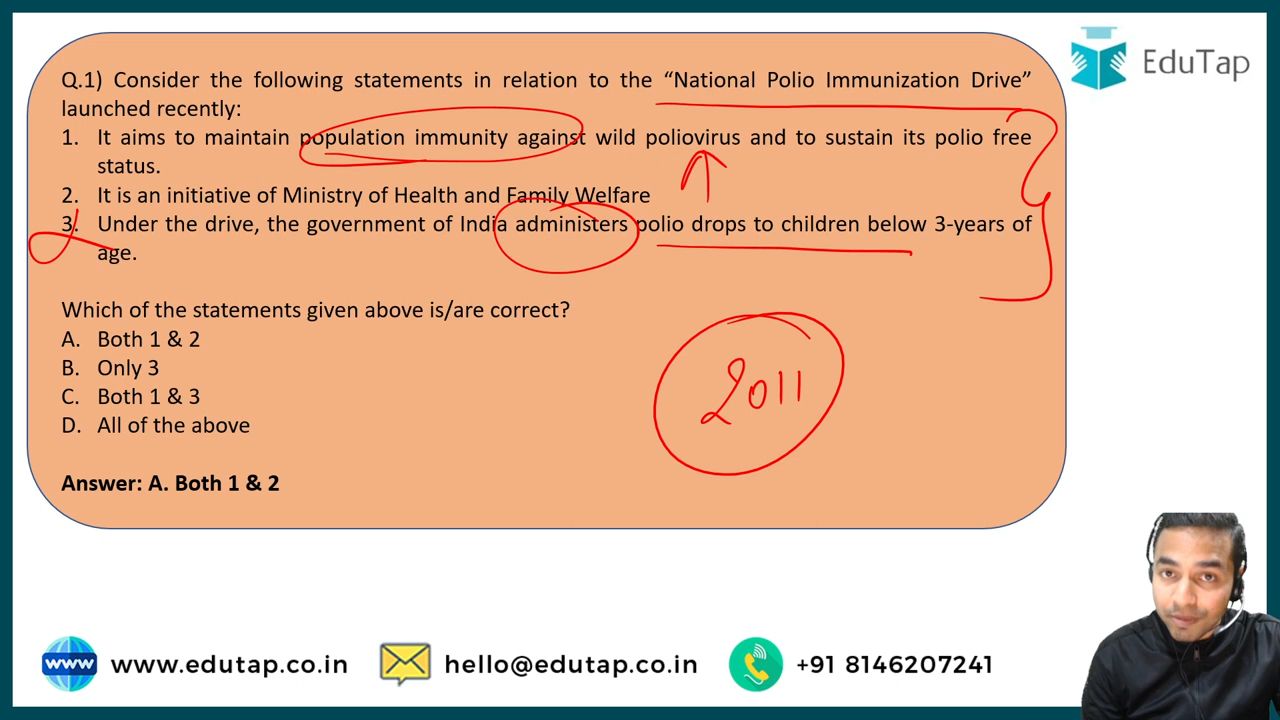 EduTap
Q.1) Consider the following statements in relation to the “National Polio Immunization Drive”
launched recently:
1. It aims to maintain population immunity against wild poliovirus and to sustain its polio free
status.
2. It is an initiative of Ministry of Health and Family Welfare
3. Under the drive, the government of India administers polio drops to children below 3-years of
age.
Which of the statements given above is/are correct?
A. Both 1 & 2
B. Only 3
C. Both 1 & 3
D. All of the above
2011
Answer: A. Both 1 & 2
www www.edutap.co.in hello@edutap.co.in +91 8146207241